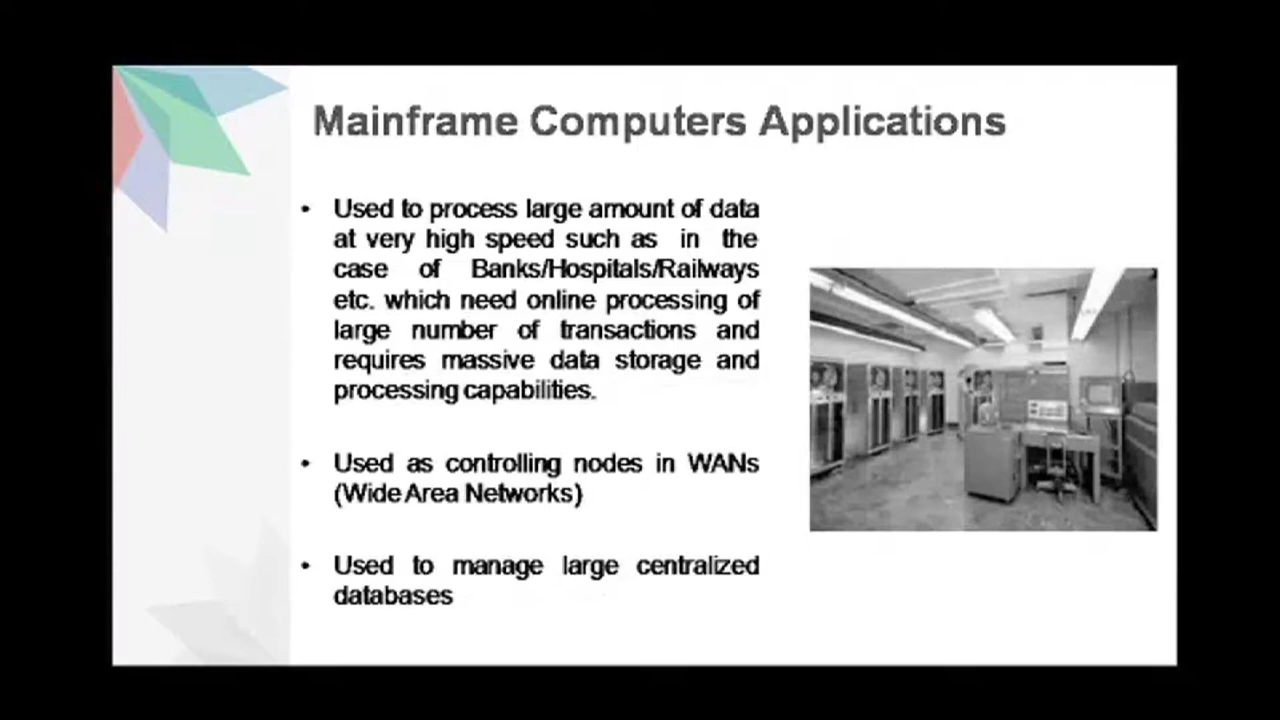 Mainframe Computers Applications
• Used to process large amount of data
at very high speed such as in the
case of Banks/Hospitals/Railways
etc. which need online processing of
large number of transactions and
requires massive data storage and
processing capabilities.
• Used as controlling nodes in WANs
(Wide Area Networks)
• Used to manage large centralized
databases